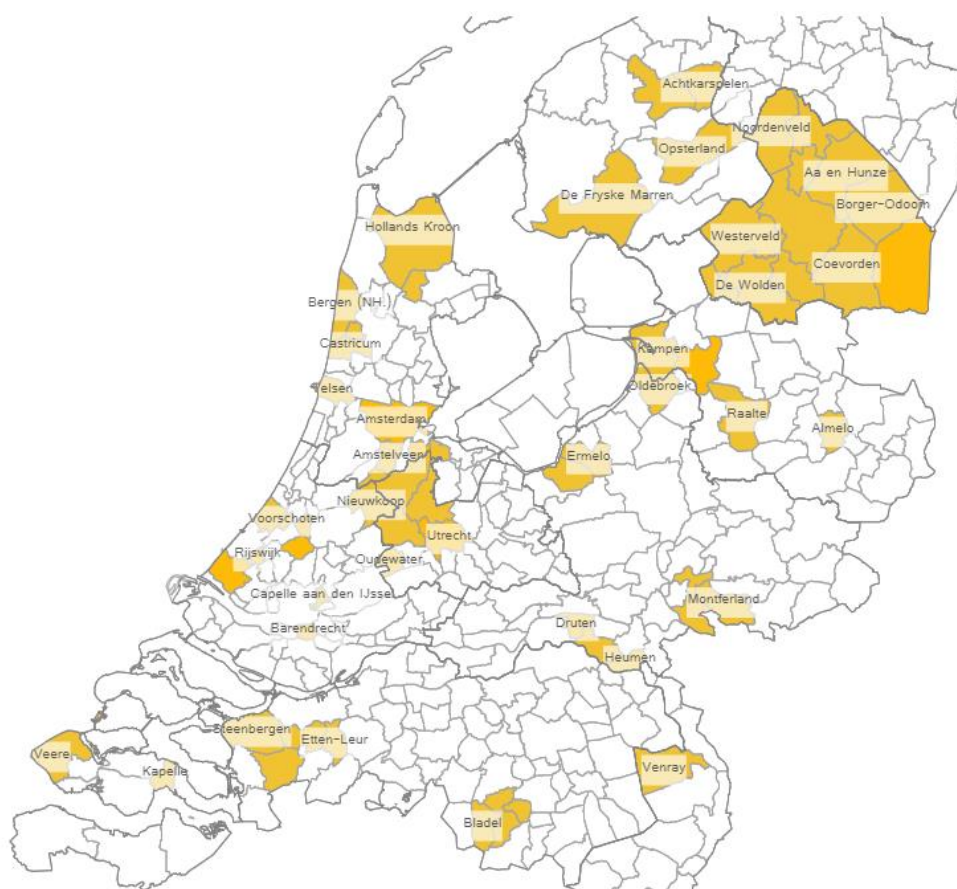 Achtkarspelen
Noordenveld
Opsterland
Aa en Hunze
De Fryske Marren
Borger-Odoorn
Hollands Kroon
Westerveld
Coevorden
De Wolden
Bergen (NH.)
Castricum
Kampen
elsen
Oldebroek
Amsterdam
Raalte
Almelo
Amstelveen
Ermelo
Nieuwkoop
Voorschoten
Utrecht
Rijswijk
Oudewater
Capelle aan den IJssel
Montferland
Barendrecht
Druten
Heumen
Steenbergen
Etten-Leur
Veere
Kapelle
Venray
Bladel